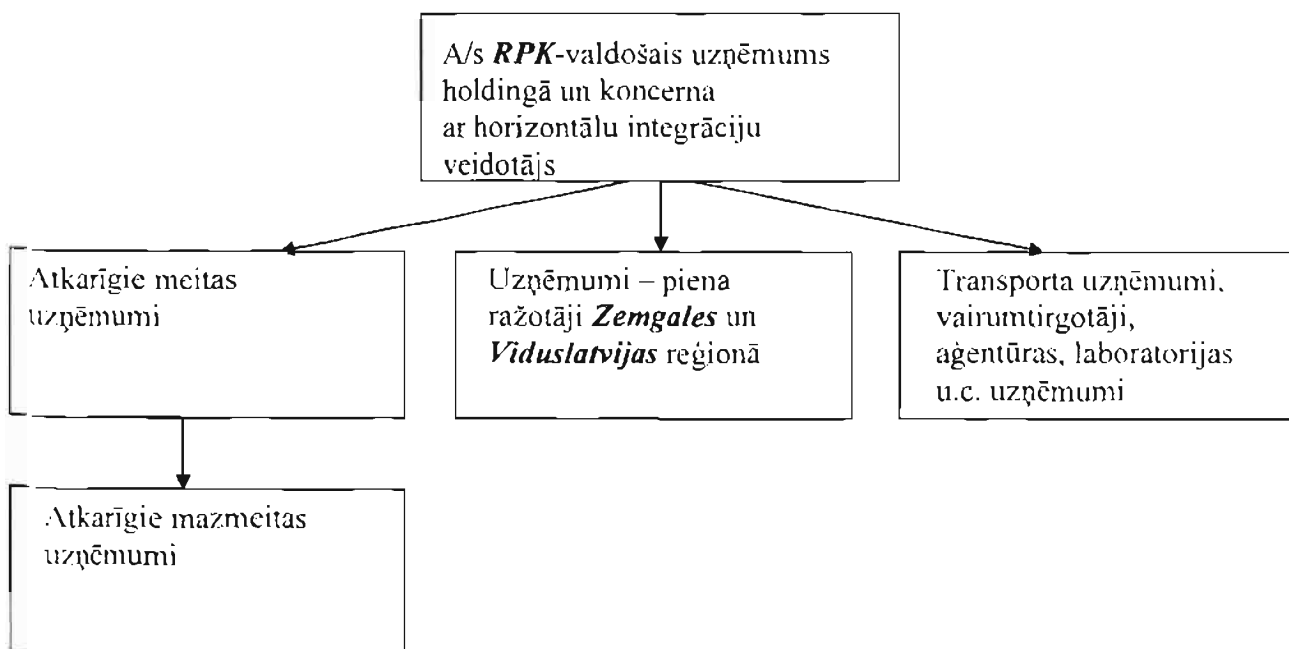 A/s RPK-valdošais uzņēmums
holdingā un koncerna
ar horizontālu integrāciju
veidotājs
Atkarīgie meitas
uzņēmumi
Uzņēmumi – piena
ražotāji Zemgales un
Viduslatvijas reģionā
Transporta uzņēmumi,
vairumtirgotāji,
aģentūras, laboratorijas
u.c. uzņēmumi
Atkarīgie mazmeitas
uzņēmumi